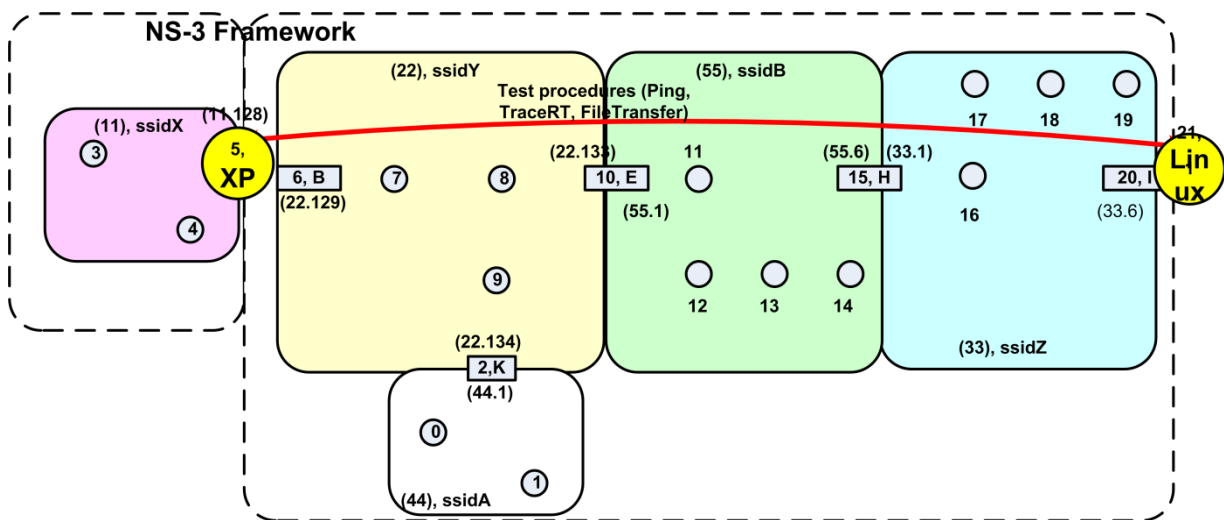 NS-3 Framework
(22), ssidY
(55), ssidB
Test procedures (Ping,
TraceRT, FileTransfer)
(11.128)
(11), ssidX
3
5,
XP
4
6, B
(22.129)
7
8
9
(22.133)
10, E
(55.1)
11
12
13
14
(55.6)
(33.1)
15, H
17
18
19
16
20, I
(33.6)
21,
Lin
ux
(33), ssidZ
(22.134)
2,K
(44.1)
0
1
(44), ssidA